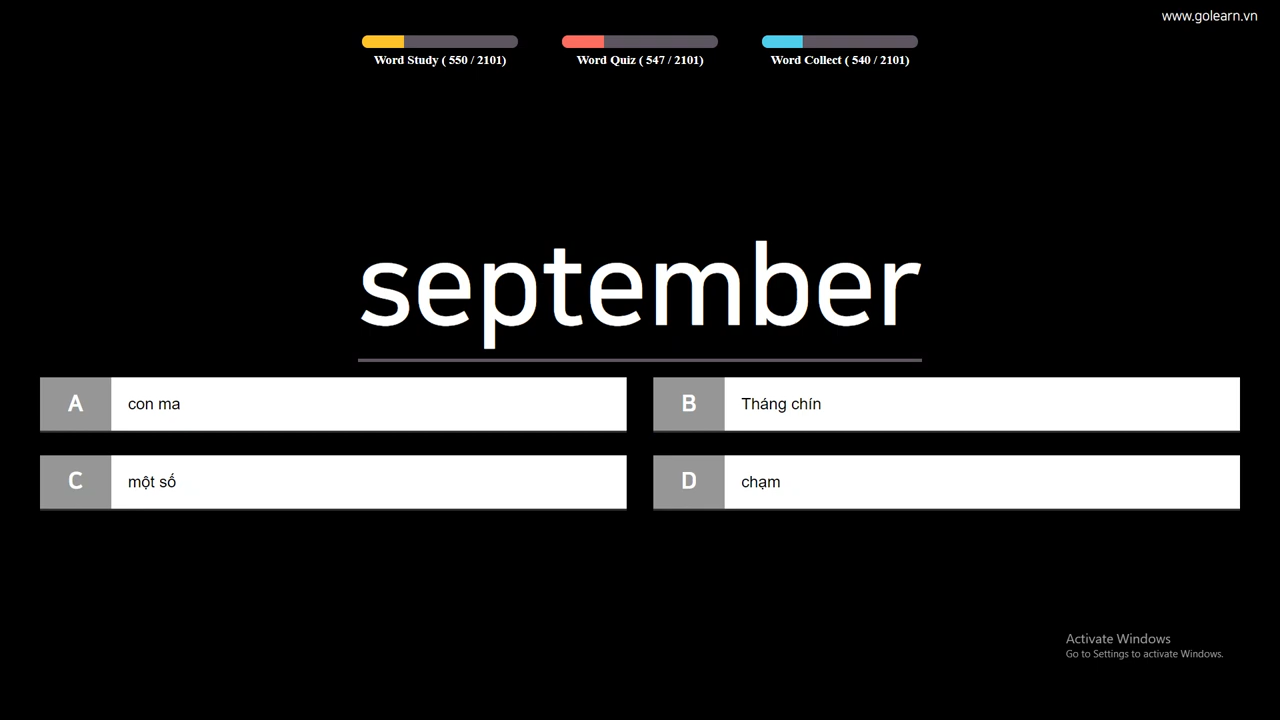 www.golearn.vn
Word Study ( 550 / 2101)
Word Quiz ( 547 / 2101)
Word Collect ( 540 / 2101)
september
A con ma
B Tháng chín
C một số
D chạm
Activate Windows
Go to Settings to activate Windows.